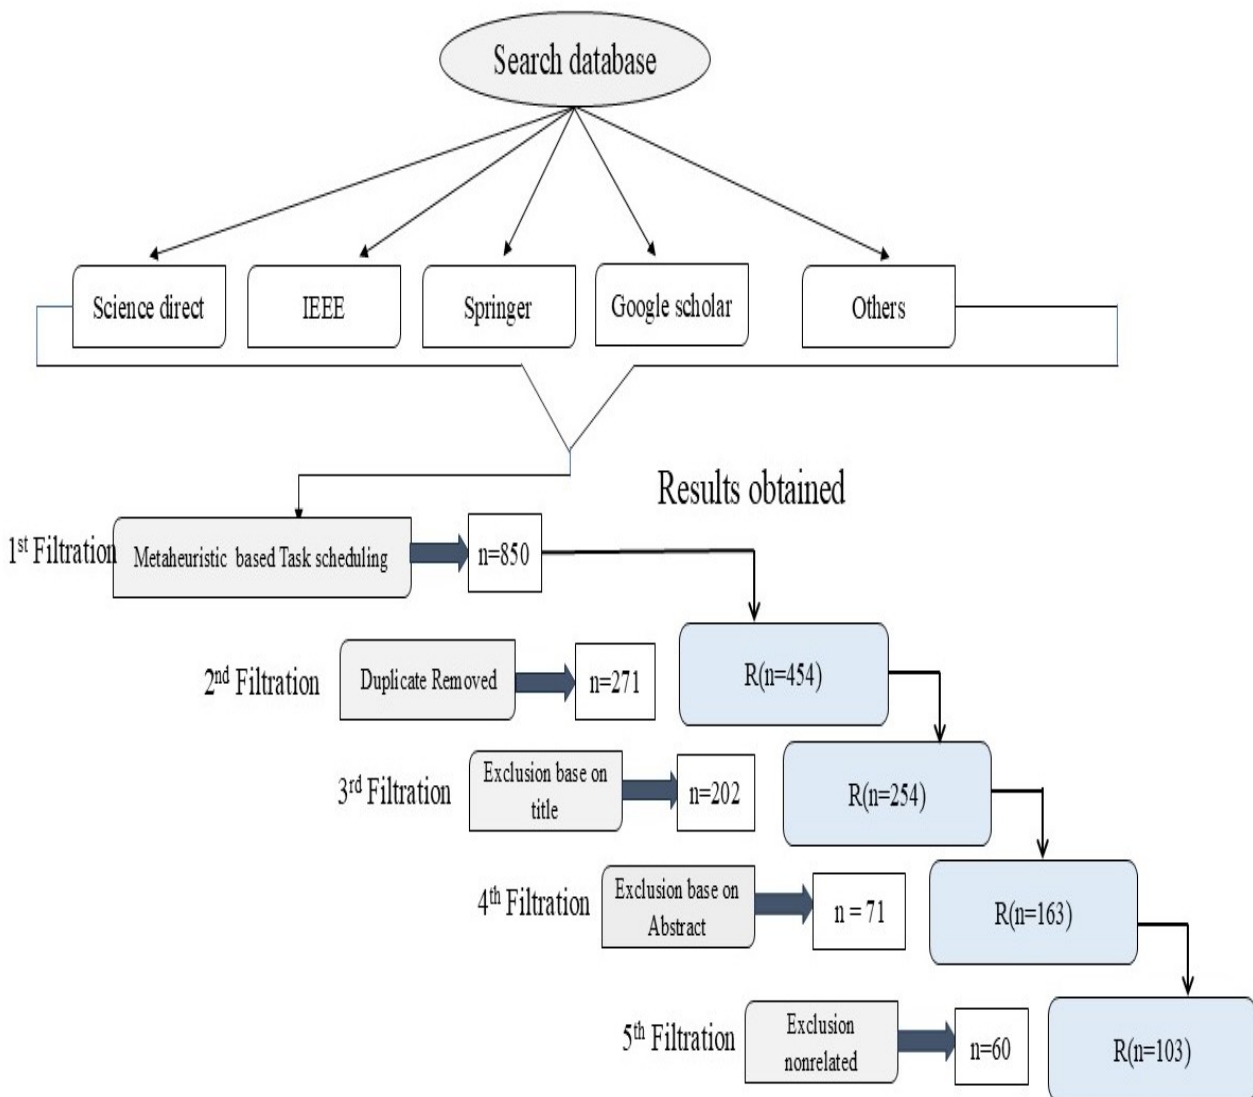 Search database
Science direct
IEEE
Springer
Google scholar
Others
Results obtained
1st Filtration
Metaheuristic based Task scheduling
n=850
2nd Filtration
Duplicate Removed
n=271
R(n=454)
3rd Filtration
Exclusion base on
title
n=202
R(n=254)
4th Filtration
Exclusion base on
Abstract
n = 71
R(n=163)
5th Filtration
Exclusion
nonrelated
n=60
R(n=103)